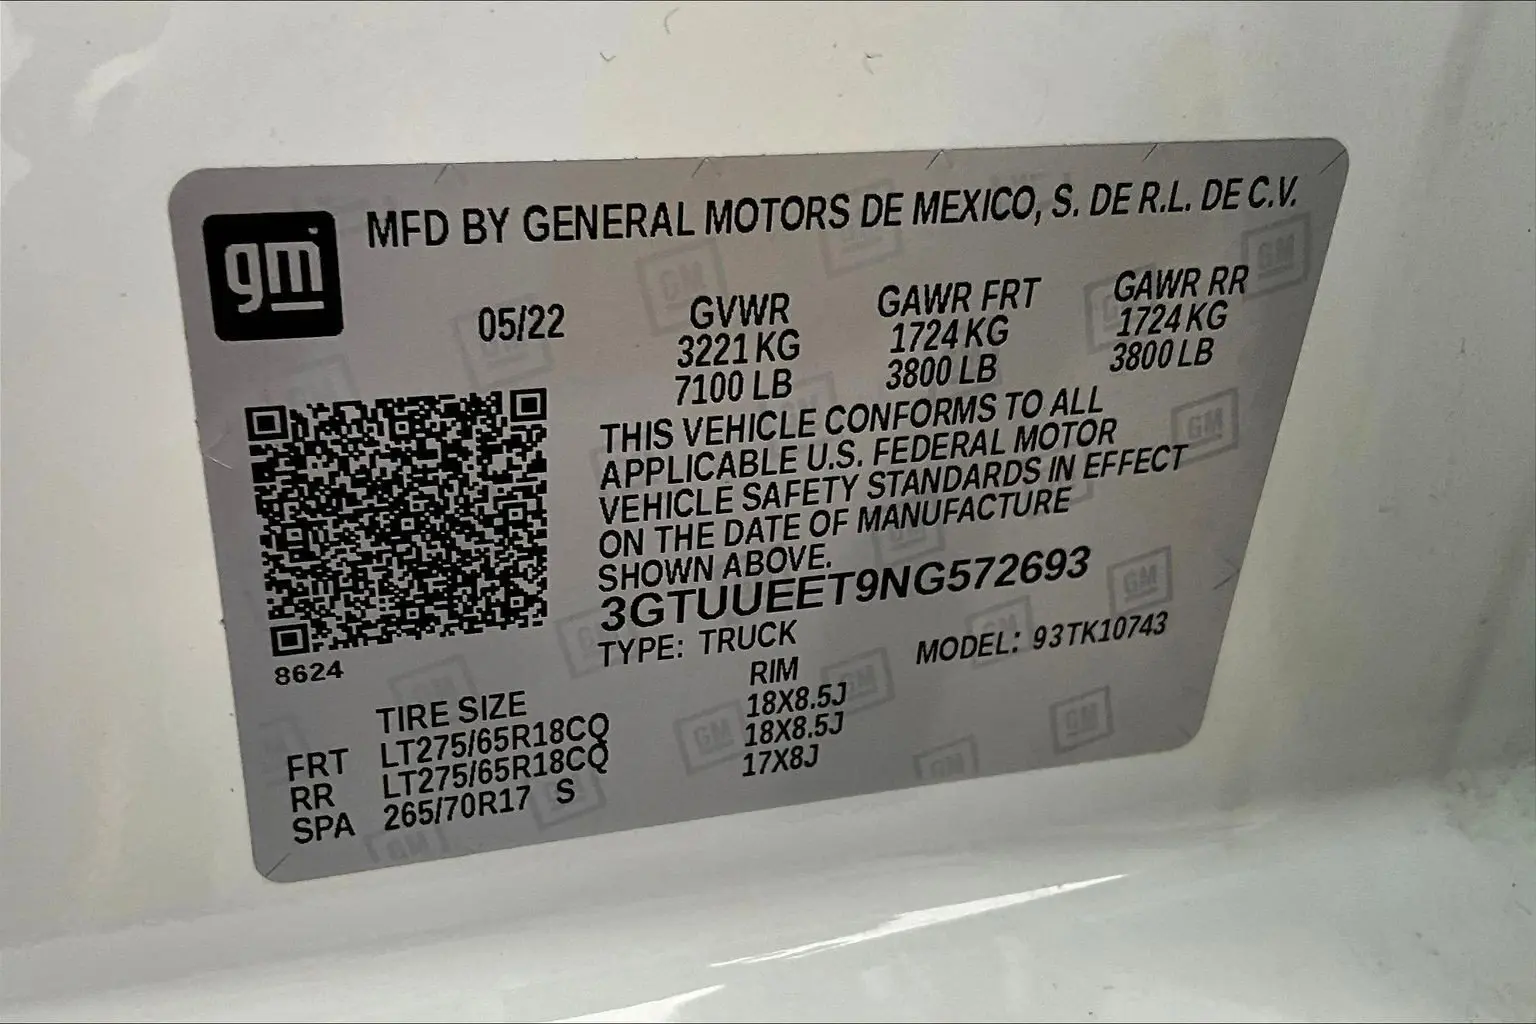 gm
MFD BY GENERAL MOTORS DE MEXICO, S. DE R.L. DE C.V.
05/22 GVWR GAWR FRT GAWR RR
3221 KG 1724 KG 1724 KG
7100 LB 3800 LB 3800 LB
THIS VEHICLE CONFORMS TO ALL
APPLICABLE U.S. FEDERAL MOTOR
VEHICLE SAFETY STANDARDS IN EFFECT
ON THE DATE OF MANUFACTURE
SHOWN ABOVE.
3GTUUEET9NG572693
TYPE: TRUCK MODEL: 93TK10743
8624
TIRE SIZE RIM
FRT LT275/65R18CQ 18X8.5J
RR LT275/65R18CQ 18X8.5J
SPA 265/70R17 S 17X8J